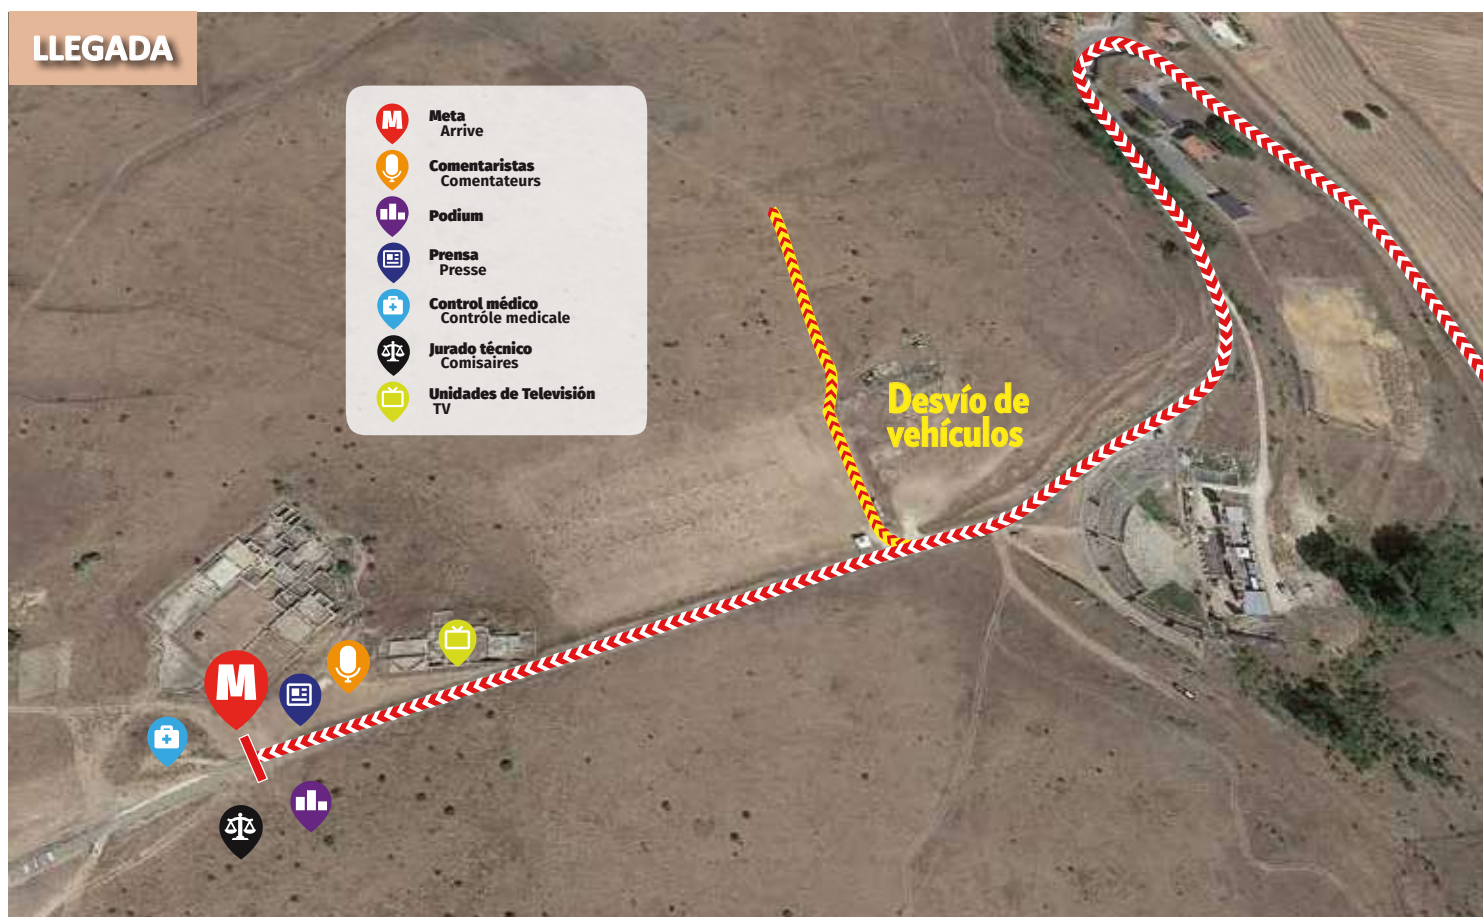 LLEGADA
M
Meta
Arrive
Comentaristas
Comentateurs
Podium
Prensa
Presse
Control médico
Contróle medicale
Jurado técnico
Comisaires
Unidades de Televisión
TV
Desvío de
vehículos
M